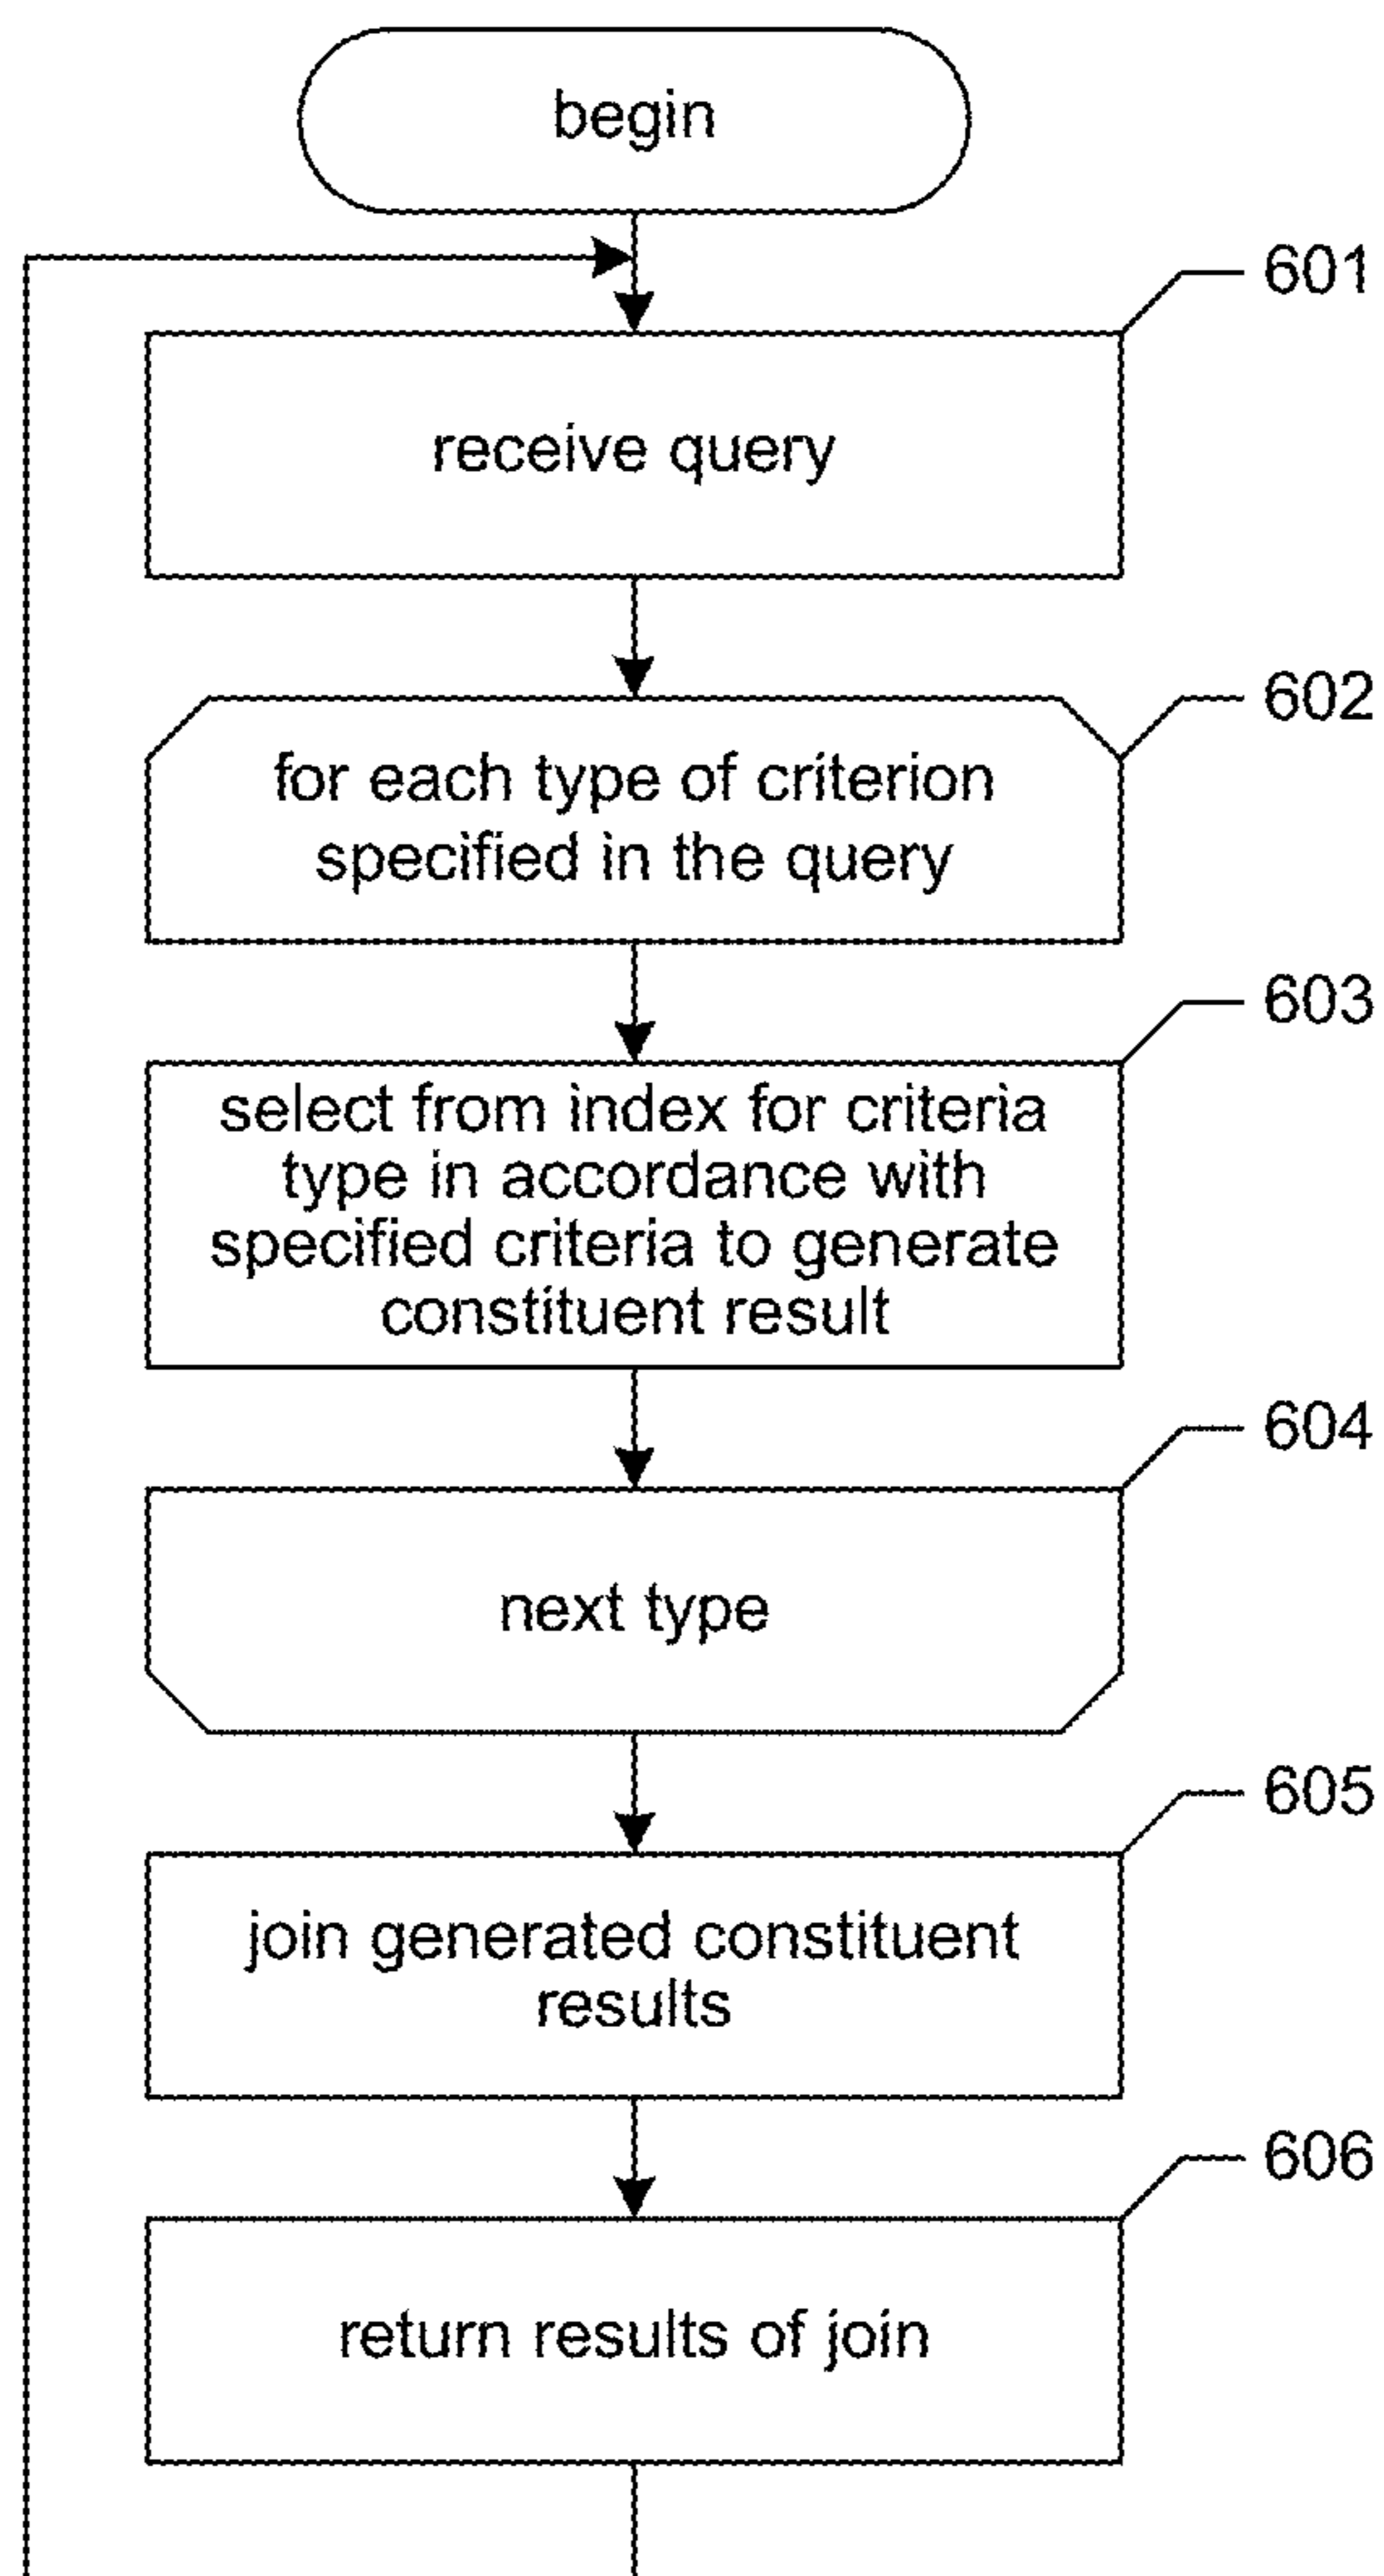 begin
601
receive query
602
for each type of criterion
specified in the query
603
select from index for criteria
type in accordance with
specified criteria to generate
constituent result
604
next type
605
join generated constituent
results
606
return results of join